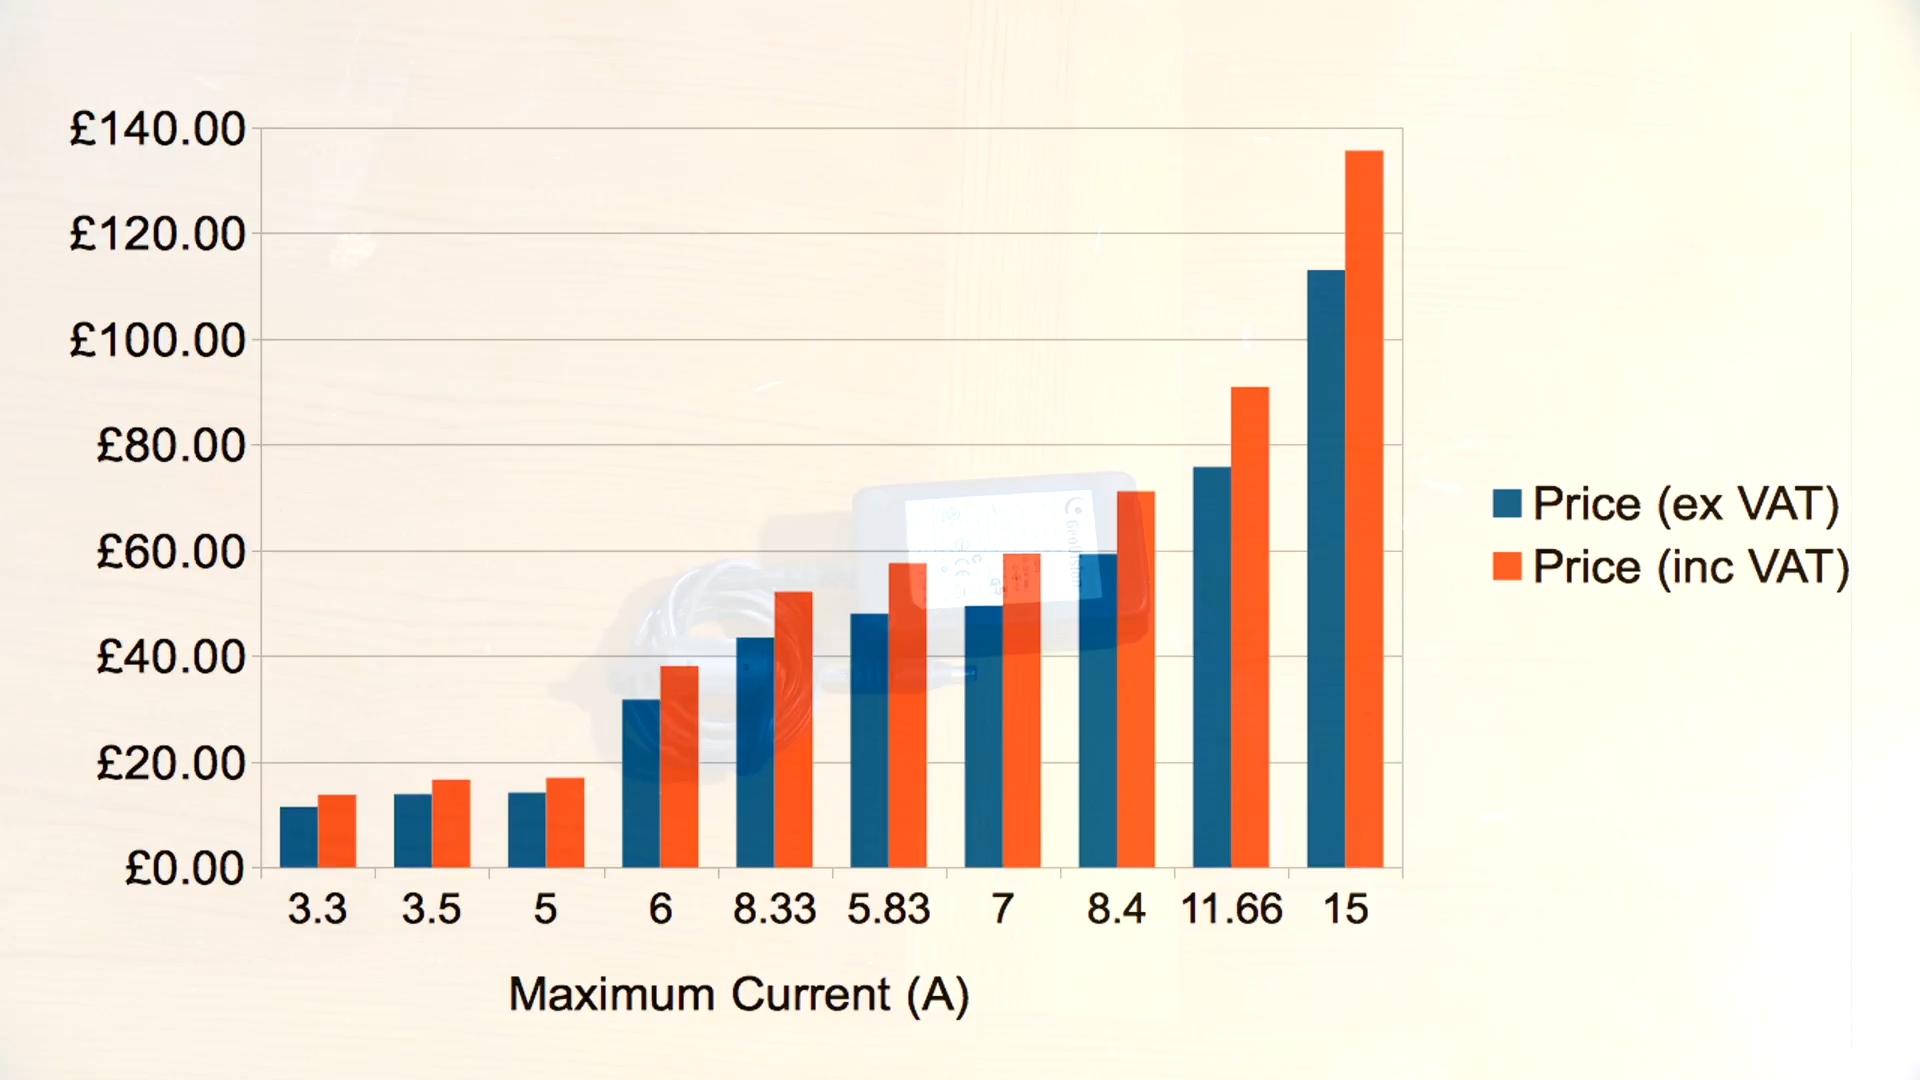 £140.00
£120.00
£100.00
£80.00
£60.00
£40.00
£20.00
£0.00
3.3 3.5 5 6 8.33 5.83 7 8.4 11.66 15
Maximum Current (A)
Price (ex VAT)
Price (inc VAT)
GeoVision
CE